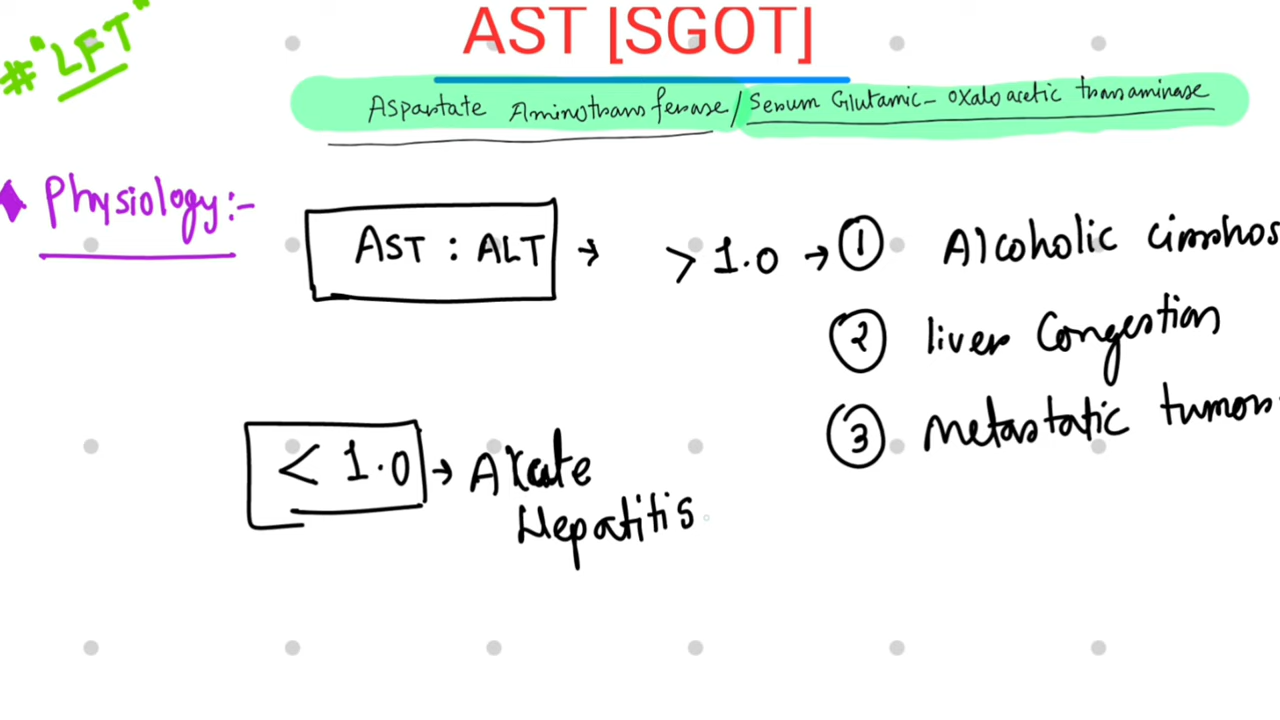 # "LFT"
AST [SGOT]
Aspartate Aminotransferase / Serum Glutamic- oxaloacetic transaminase
Physiology:-
AST : ALT → > 1.0 → ① Alcoholic cirrhos
② liver Congestion
③ Metastatic tumors
< 1.0 → Acute
Hepatitis